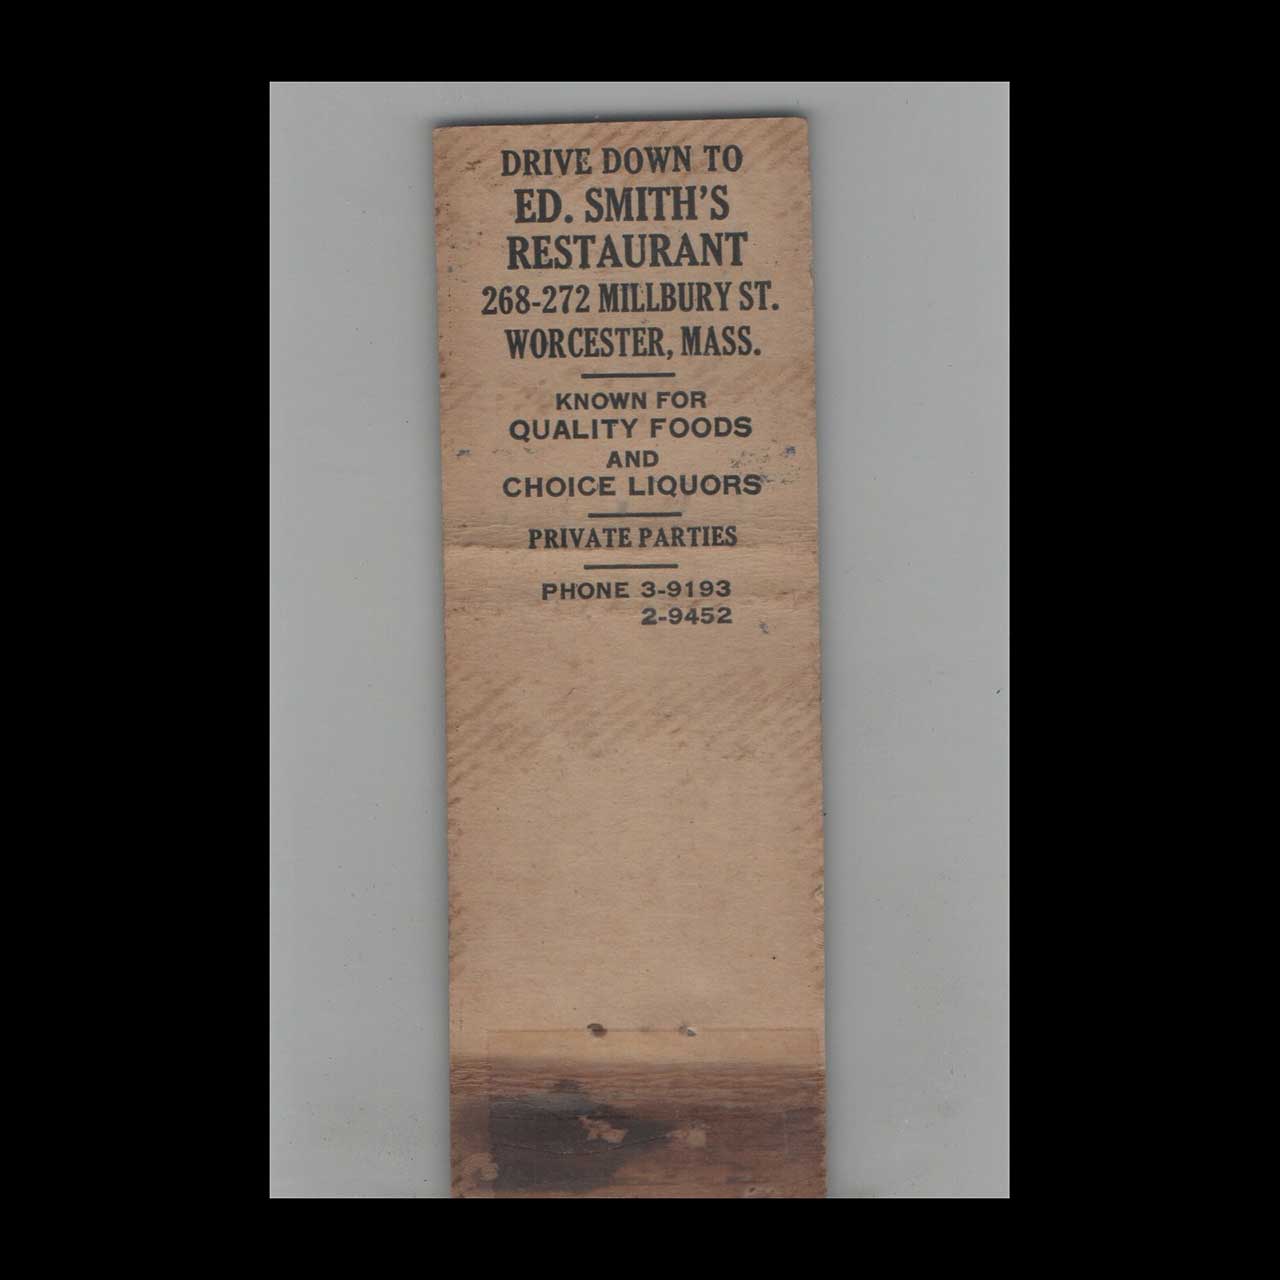 DRIVE DOWN TO
ED. SMITH'S
RESTAURANT
268-272 MILLBURY ST.
WORCESTER, MASS.
KNOWN FOR
QUALITY FOODS
AND
CHOICE LIQUORS
PRIVATE PARTIES
PHONE 3-9193
2-9452